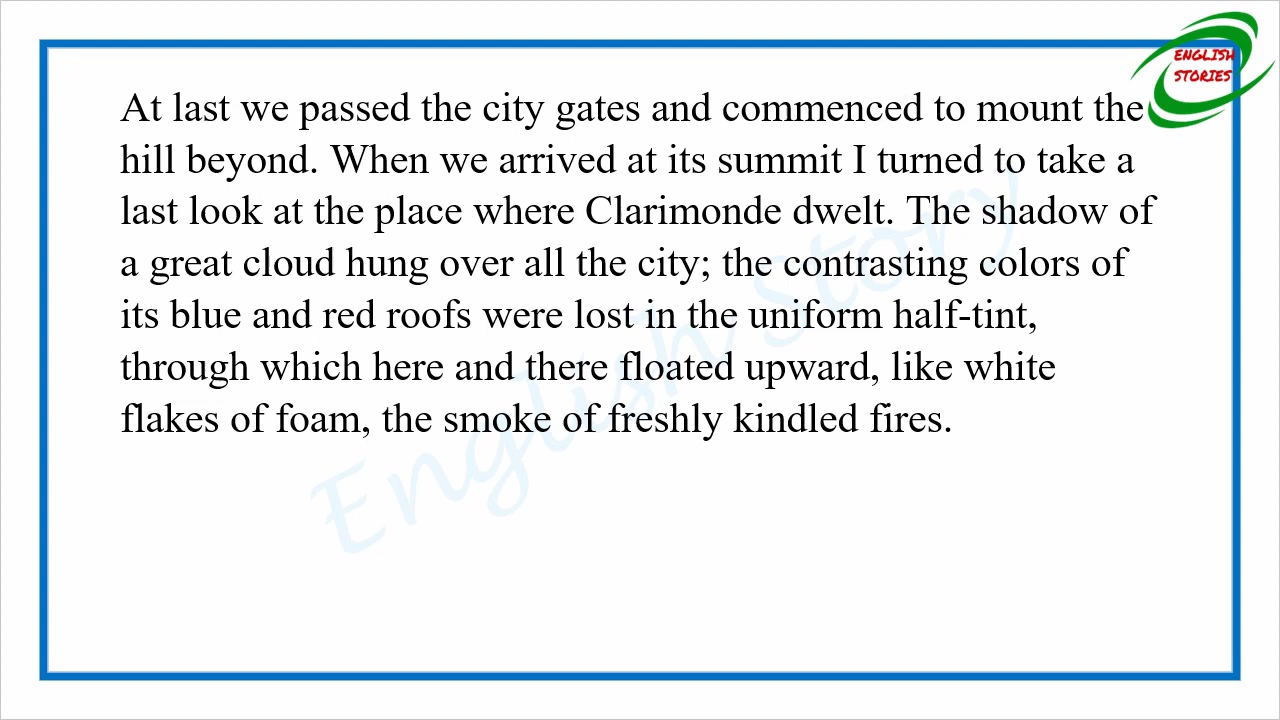 ENGLISH
STORIES
At last we passed the city gates and commenced to mount the
hill beyond. When we arrived at its summit I turned to take a
last look at the place where Clarimonde dwelt. The shadow of
a great cloud hung over all the city; the contrasting colors of
its blue and red roofs were lost in the uniform half-tint,
through which here and there floated upward, like white
flakes of foam, the smoke of freshly kindled fires.
English Story